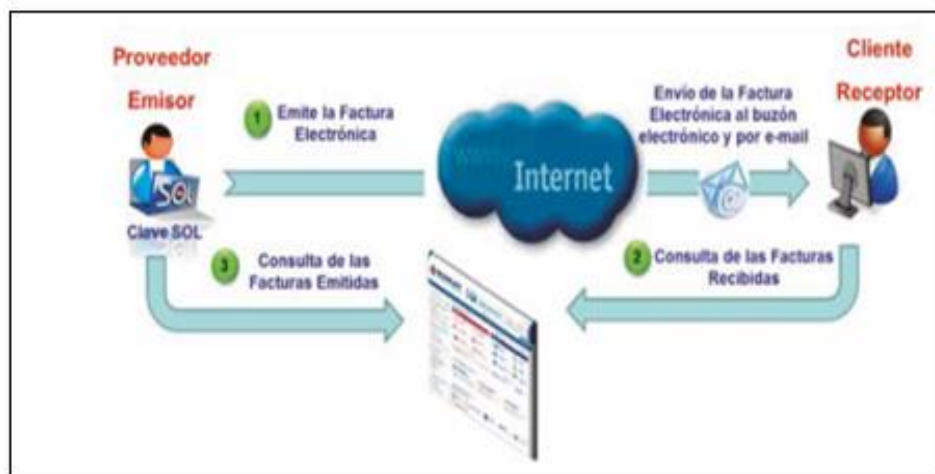 Proveedor
Emisor
1 Emite la Factura
Electrónica
www
Internet
Envío de la Factura
Electrónica al buzón
electrónico y por e-mail
Cliente
Receptor
SOL
Clave SOL
3 Consulta de las
Facturas Emitidas
2 Consulta de las Facturas
Recibidas